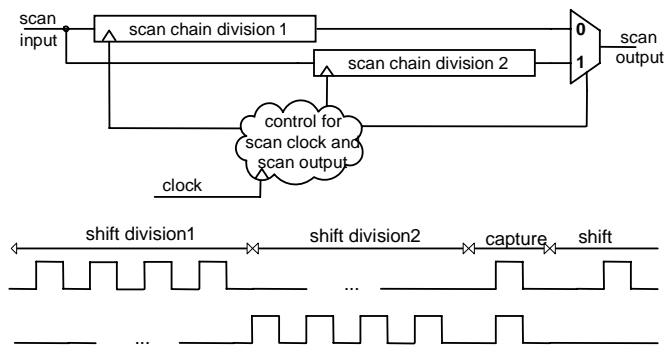 scan
input
scan chain division 1
0
scan
output
1
scan chain division 2
control for
scan clock and
scan output
clock
shift division1
shift division2
capture
shift
...
...